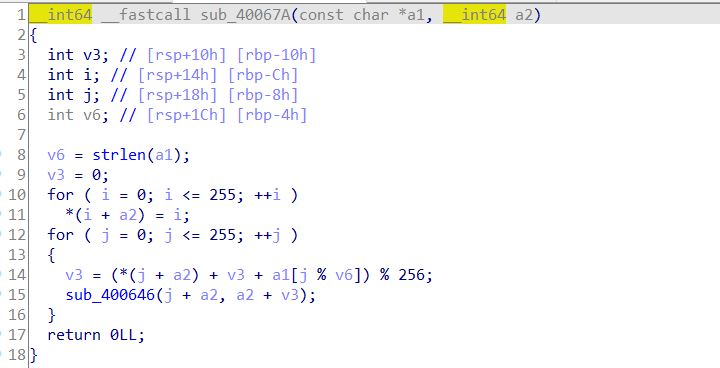 1 __int64 __fastcall sub_40067A(const char *a1, __int64 a2)
2 {
3   int v3; // [rsp+10h] [rbp-10h]
4   int i; // [rsp+14h] [rbp-Ch]
5   int j; // [rsp+18h] [rbp-8h]
6   int v6; // [rsp+1Ch] [rbp-4h]
7
8   v6 = strlen(a1);
9   v3 = 0;
10   for ( i = 0; i <= 255; ++i )
11     *(i + a2) = i;
12   for ( j = 0; j <= 255; ++j )
13   {
14     v3 = (*(j + a2) + v3 + a1[j % v6]) % 256;
15     sub_400646(j + a2, a2 + v3);
16   }
17   return 0LL;
18 }